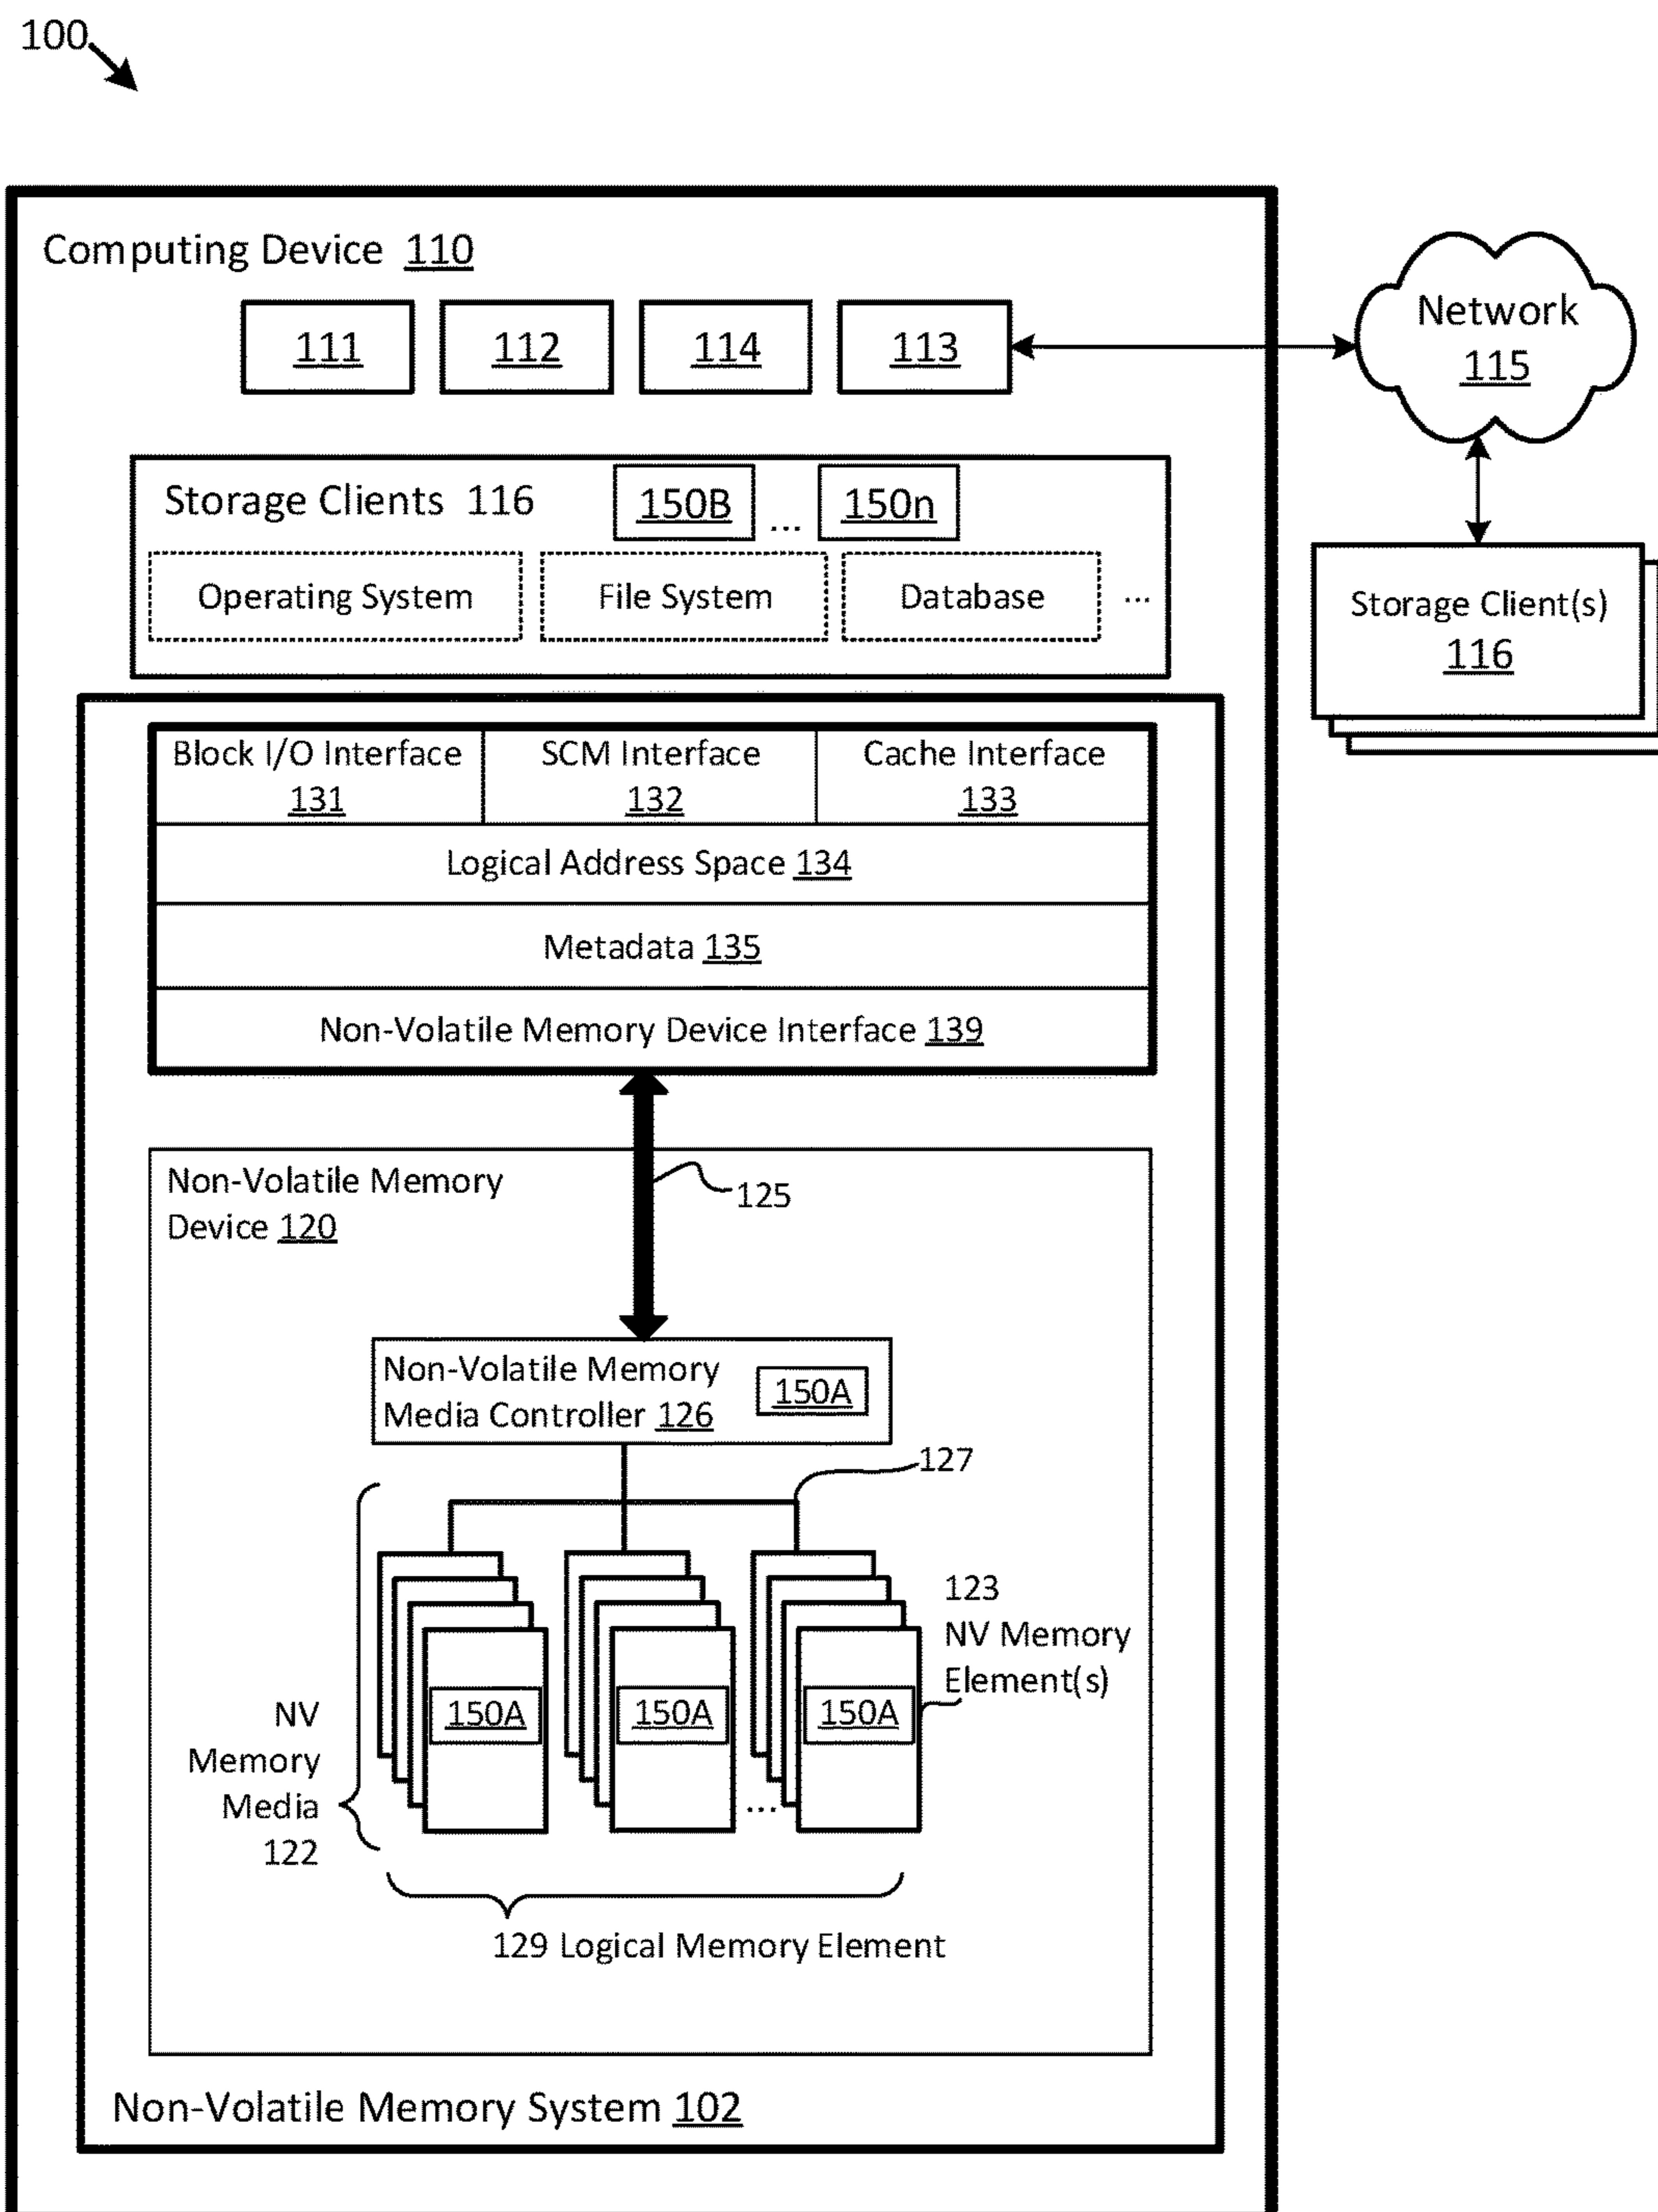 100
Computing Device 110
111 112 114 113
Network
115
Storage Clients 116 150B ... 150n
Operating System File System Database ...
Storage Client(s)
116
Block I/O Interface
131
SCM Interface
132
Cache Interface
133
Logical Address Space 134
Metadata 135
Non-Volatile Memory Device Interface 139
Non-Volatile Memory
Device 120
125
Non-Volatile Memory
Media Controller 126
150A
127
123
NV Memory
Element(s)
150A 150A 150A
...
NV
Memory
Media
122
129 Logical Memory Element
Non-Volatile Memory System 102